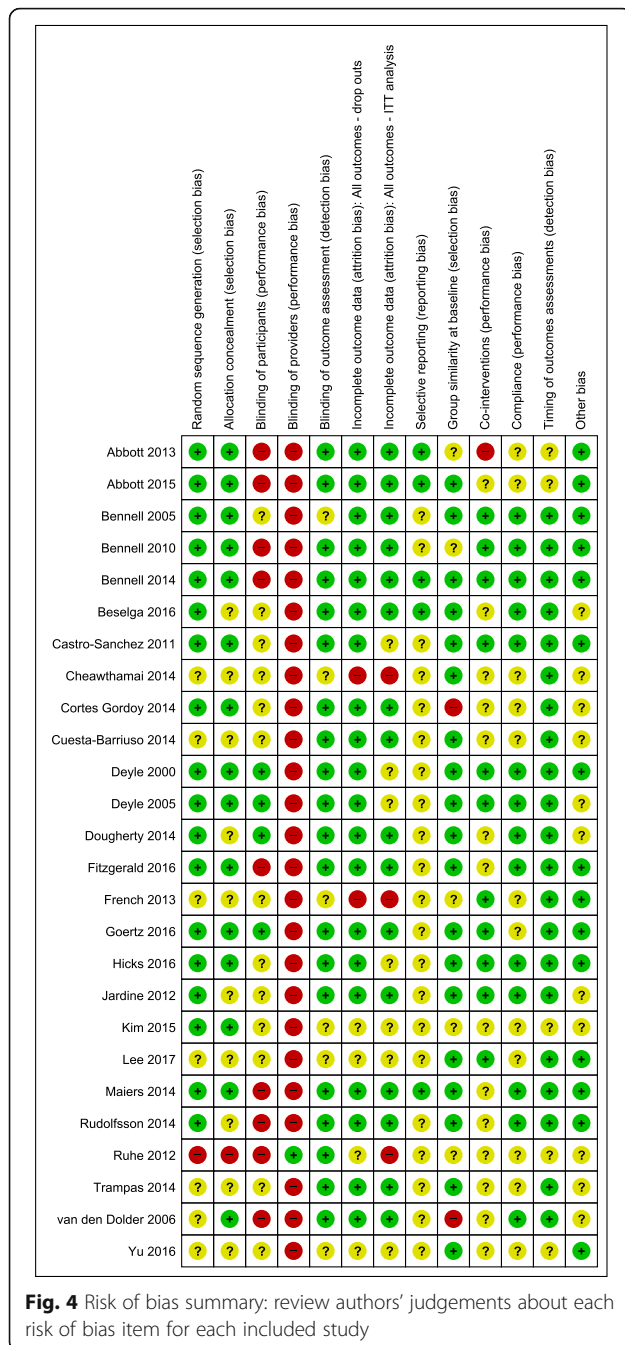 Random sequence generation (selection bias)
Allocation concealment (selection bias)
Blinding of participants (performance bias)
Blinding of providers (performance bias)
Blinding of outcome assessment (detection bias)
Incomplete outcome data (attrition bias): All outcomes - drop outs
Incomplete outcome data (attrition bias): All outcomes - ITT analysis
Selective reporting (reporting bias)
Group similarity at baseline (selection bias)
Co-interventions (performance bias)
Compliance (performance bias)
Timing of outcomes assessments (detection bias)
Other bias
Abbott 2013 + + – – + + + + ? – ? ? +
Abbott 2015 + + – – + + + + + ? ? ? +
Bennell 2005 + + ? – ? + + ? + + + + +
Bennell 2010 + + – – + + + ? ? + + + +
Bennell 2014 + + – – + + + + + + + + +
Beselga 2016 + ? ? – + + + + + ? + + ?
Castro-Sanchez 2011 + + ? – + + ? ? + + + + +
Cheawthamai 2014 ? ? ? – ? – – ? + ? ? + ?
Cortes Gordoy 2014 + + ? – + + + ? – ? ? + ?
Cuesta-Barriuso 2014 ? ? ? – + + + ? + ? ? + ?
Deyle 2000 + + + – + + ? ? + + + + +
Deyle 2005 + + + – + + ? ? + + + + ?
Dougherty 2014 + ? + – + + + ? + ? + + ?
Fitzgerald 2016 + + – – + + + ? + ? + + +
French 2013 ? ? ? – ? – – ? ? + ? + +
Goertz 2016 + + + – + + + ? + + ? + +
Hicks 2016 + + ? – + + ? ? + + + + +
Jardine 2012 + ? ? – + + + ? + + + + ?
Kim 2015 + + ? – ? ? ? ? ? ? ? ? ?
Lee 2017 ? ? ? – ? ? ? ? + + ? + +
Maiers 2014 + + – – + + + + + ? + + +
Rudolfsson 2014 + ? – – + + + ? + ? + + +
Ruhe 2012 – – – + + ? – ? ? ? ? ? ?
Trampas 2014 ? ? ? – + + + ? + ? ? + ?
van den Dolder 2006 ? + – – + + + ? – ? + + ?
Yu 2016 ? ? ? – ? ? ? ? + ? ? ? +
Fig. 4 Risk of bias summary: review authors’ judgements about each
risk of bias item for each included study